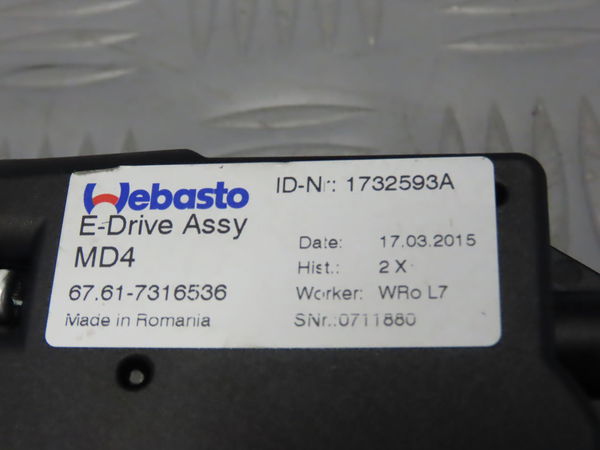 Webasto
E-Drive Assy
MD4
67.61-7316536
Made in Romania
ID-Nr: 1732593A
Date: 17.03.2015
Hist.: 2 X
Worker: WRo L7
SNr.:0711880